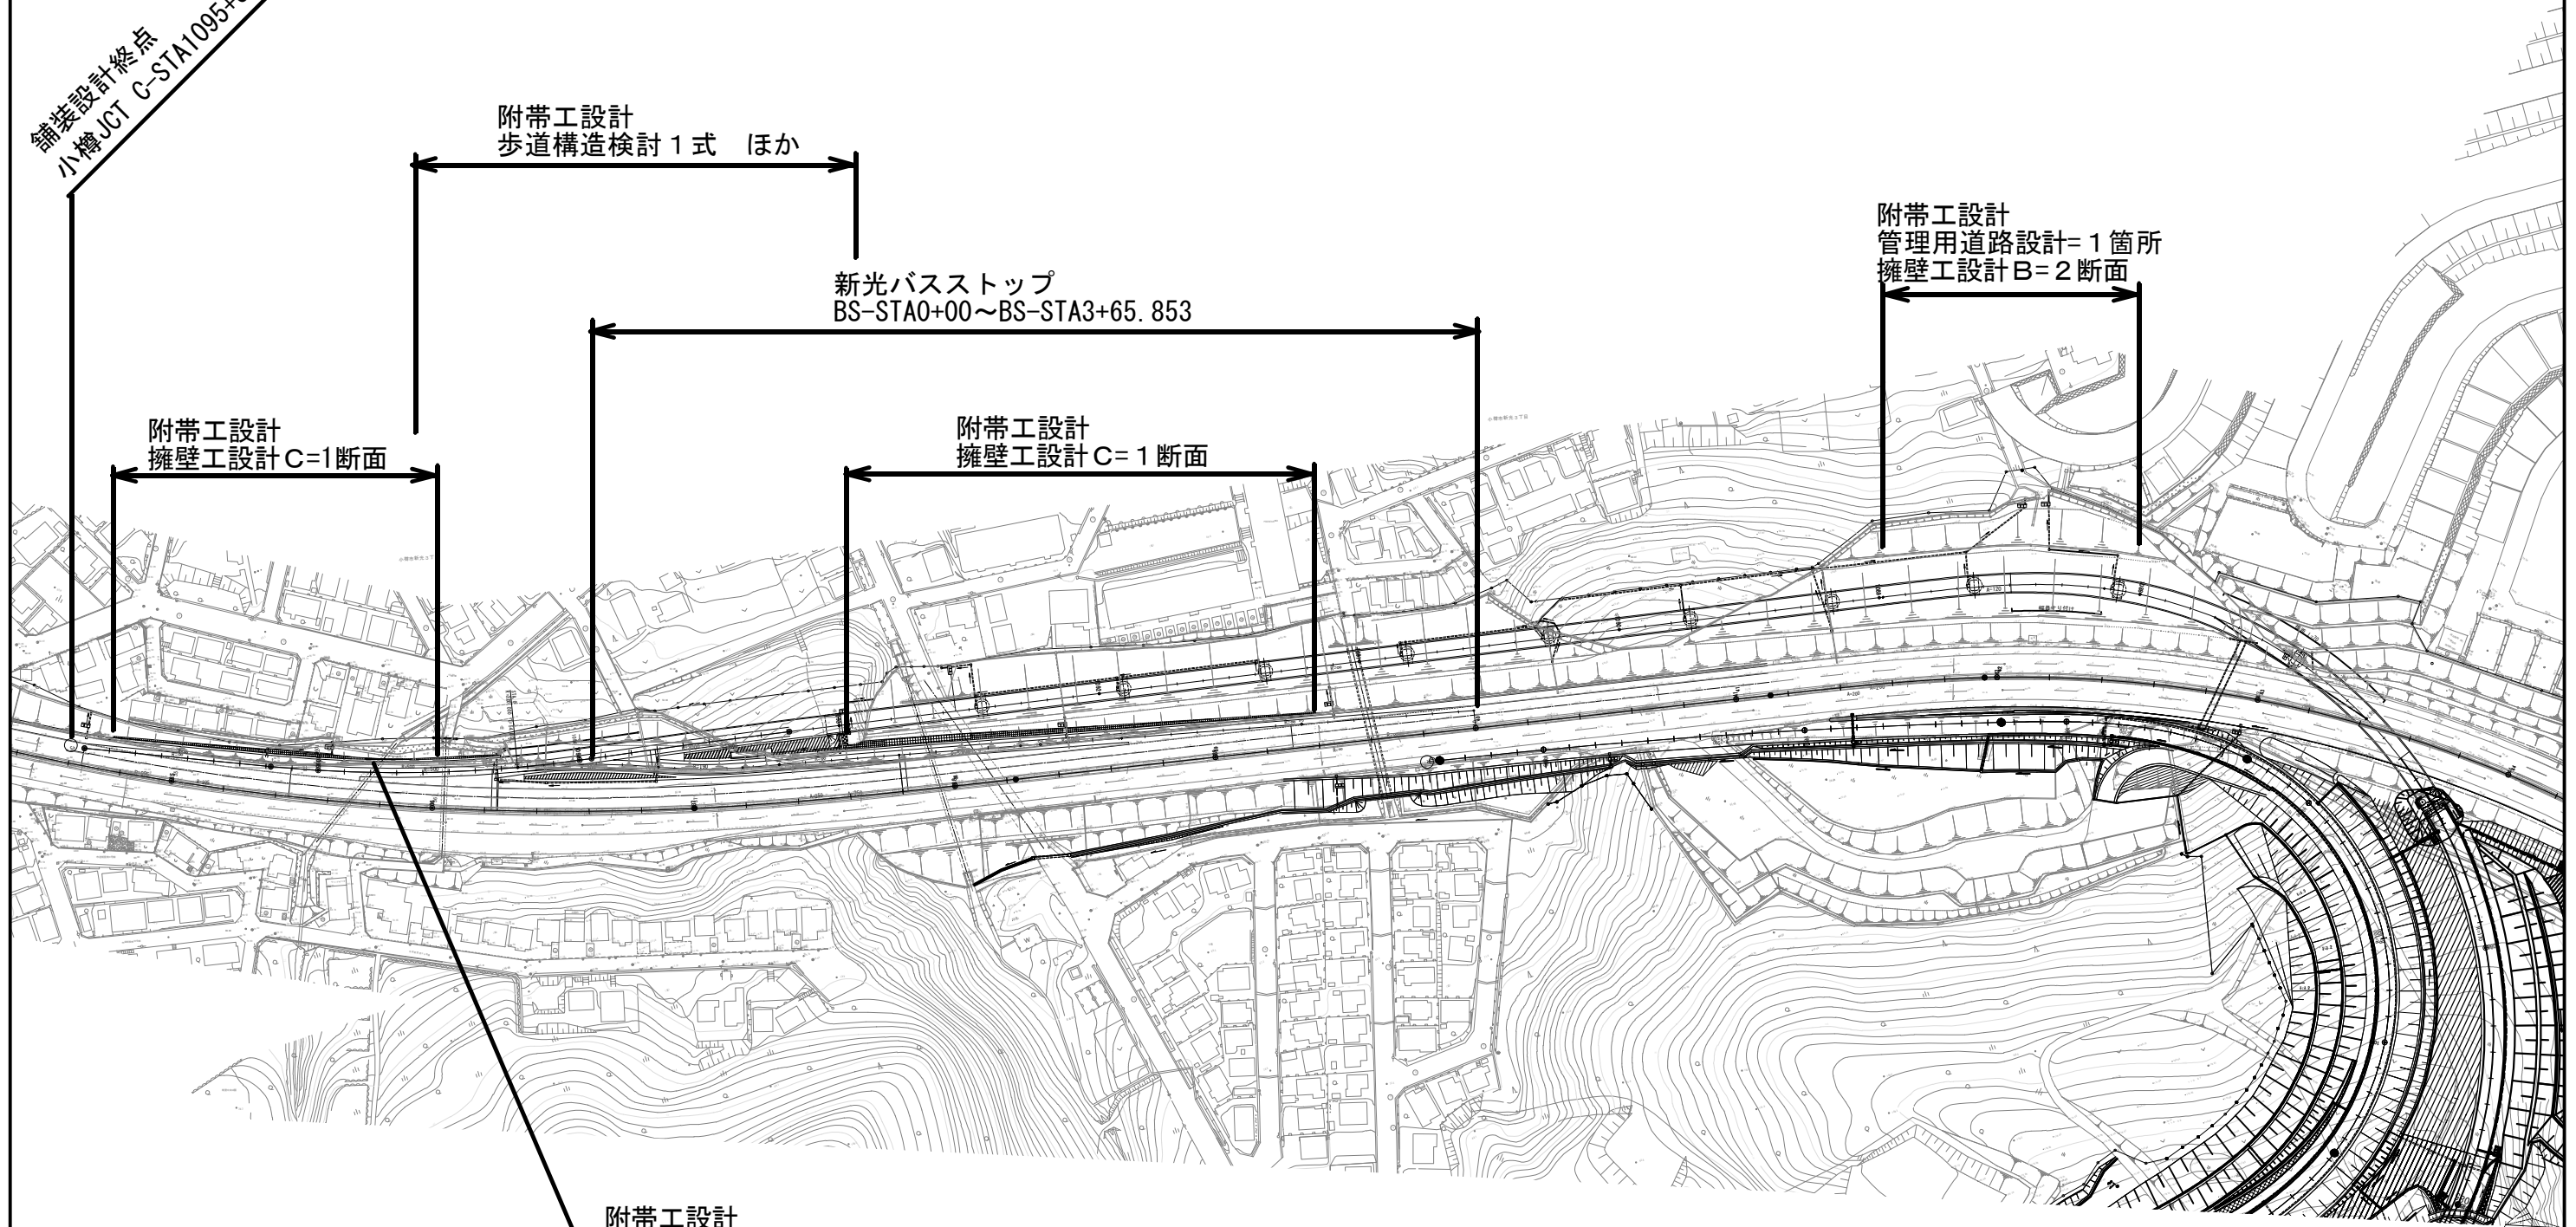 舗装設計終点
小樽JCT C-STA1095+
附帯工設計
歩道構造検討１式　ほか
新光バスストップ
BS-STA0+00～BS-STA3+65.853
附帯工設計
管理用道路設計=１箇所
擁壁工設計Ｂ=２断面
附帯工設計
擁壁工設計Ｃ=1断面
附帯工設計
擁壁工設計Ｃ=１断面
附帯工設計